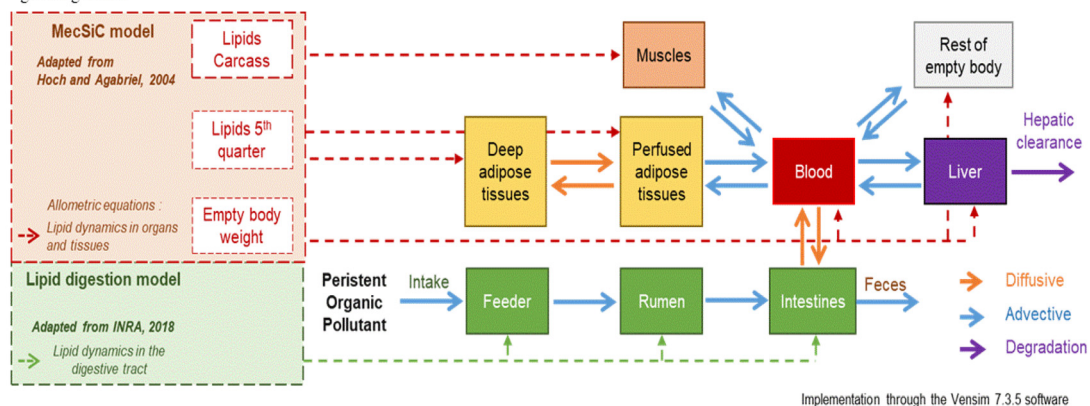 MecSiC model
Adapted from
Hoch and Agabriel, 2004
Lipids
Carcass
Lipids 5th
quarter
Allometric equations :
Lipid dynamics in organs
and tissues
Empty body
weight
Muscles
Rest of
empty body
Deep
adipose
tissues
Perfused
adipose
tissues
Blood
Liver
Hepatic
clearance
Lipid digestion model
Adapted from INRA, 2018
Lipid dynamics in the
digestive tract
Peristent
Organic
Pollutant
Intake
Feeder
Rumen
Intestines
Feces
Diffusive
Advective
Degradation
Implementation through the Vensim 7.3.5 software